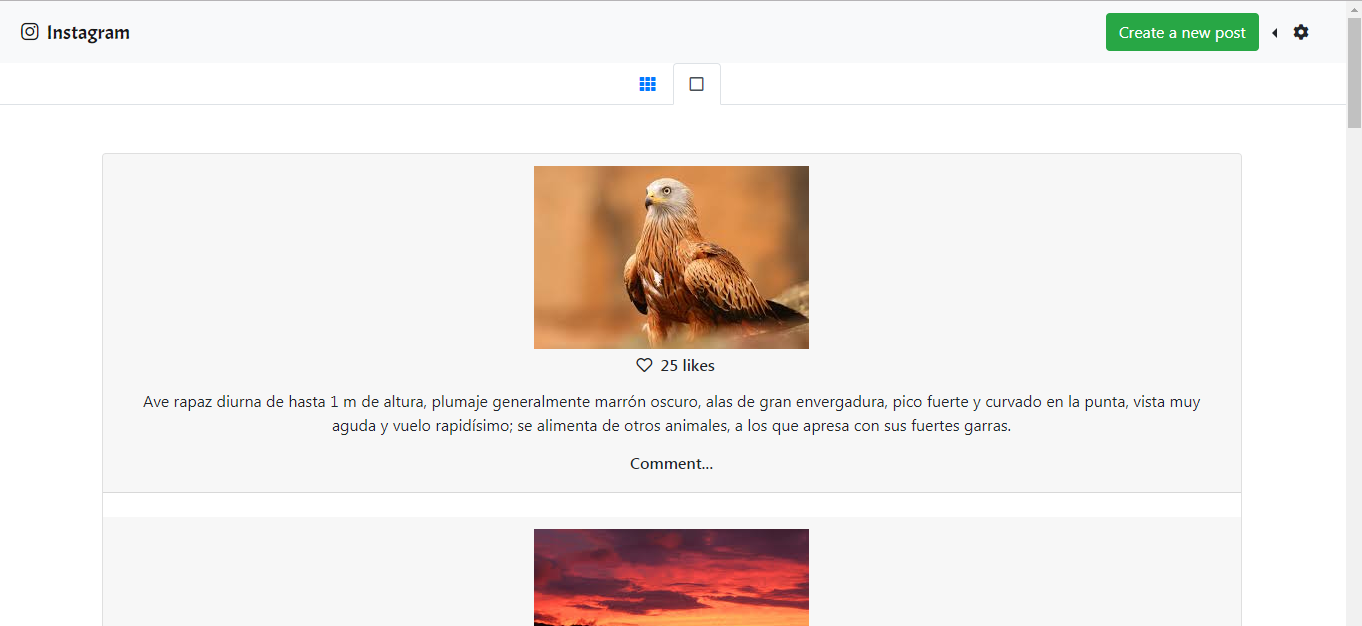 Instagram
Create a new post
25 likes
Ave rapaz diurna de hasta 1 m de altura, plumaje generalmente marrón oscuro, alas de gran envergadura, pico fuerte y curvado en la punta, vista muy
aguda y vuelo rapidísimo; se alimenta de otros animales, a los que apresa con sus fuertes garras.
Comment...